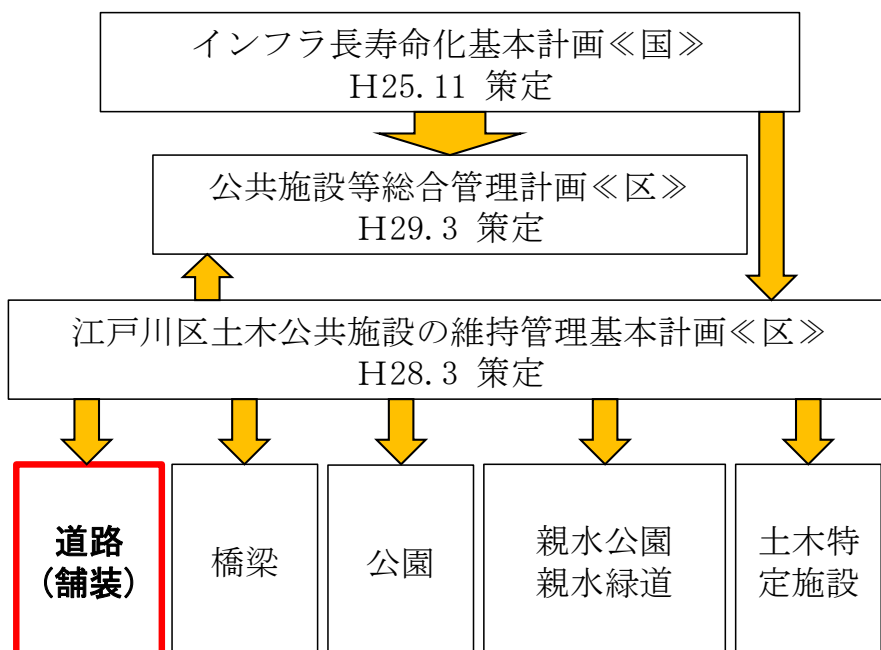 インフラ長寿命化基本計画≪国≫
H25.11 策定
公共施設等総合管理計画≪区≫
H29.3 策定
江戸川区土木公共施設の維持管理基本計画≪区≫
H28.3 策定
道路
(舗装)
橋梁
公園
親水公園
親水緑道
土木特
定施設